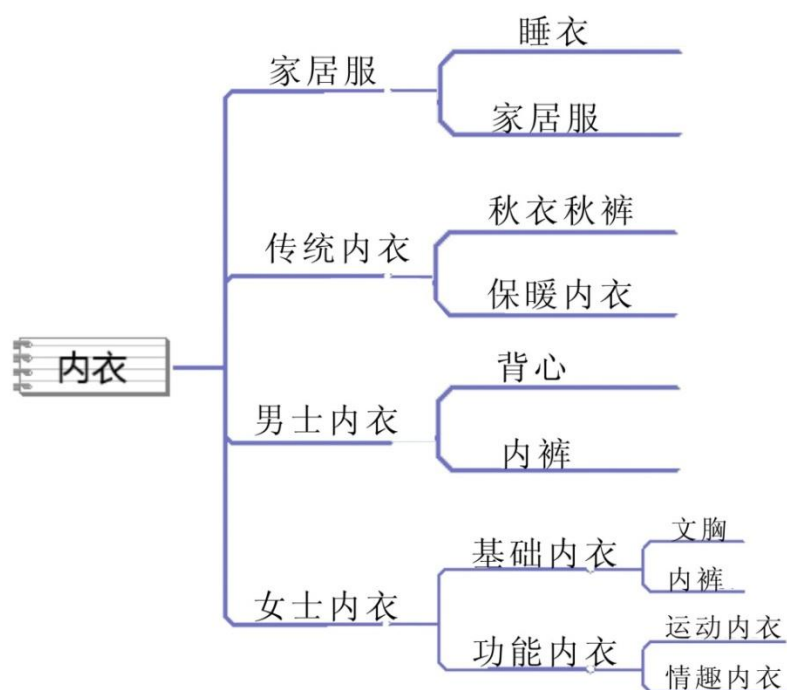 内衣
家居服
睡衣
家居服
传统内衣
秋衣秋裤
保暖内衣
男士内衣
背心
内裤
女士内衣
基础内衣
文胸
内裤
功能内衣
运动内衣
情趣内衣